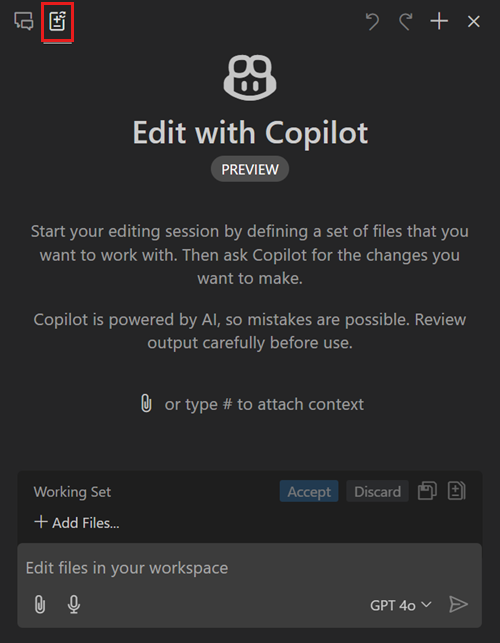 Edit with Copilot
PREVIEW
Start your editing session by defining a set of files that you
want to work with. Then ask Copilot for the changes you
want to make.
Copilot is powered by AI, so mistakes are possible. Review
output carefully before use.
or type # to attach context
Working Set
Accept
Discard
+ Add Files...
Edit files in your workspace
GPT 4o